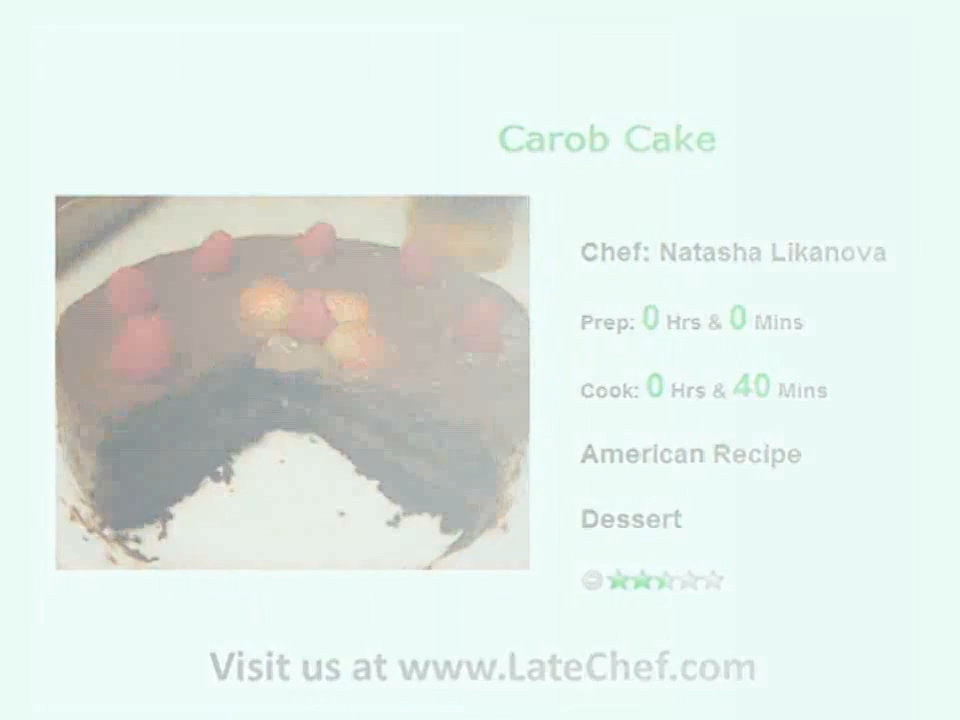 Carob Cake
Chef: Natasha Likanova
Prep: 0 Hrs & 0 Mins
Cook: 0 Hrs & 40 Mins
American Recipe
Dessert
Visit us at www.LateChef.com